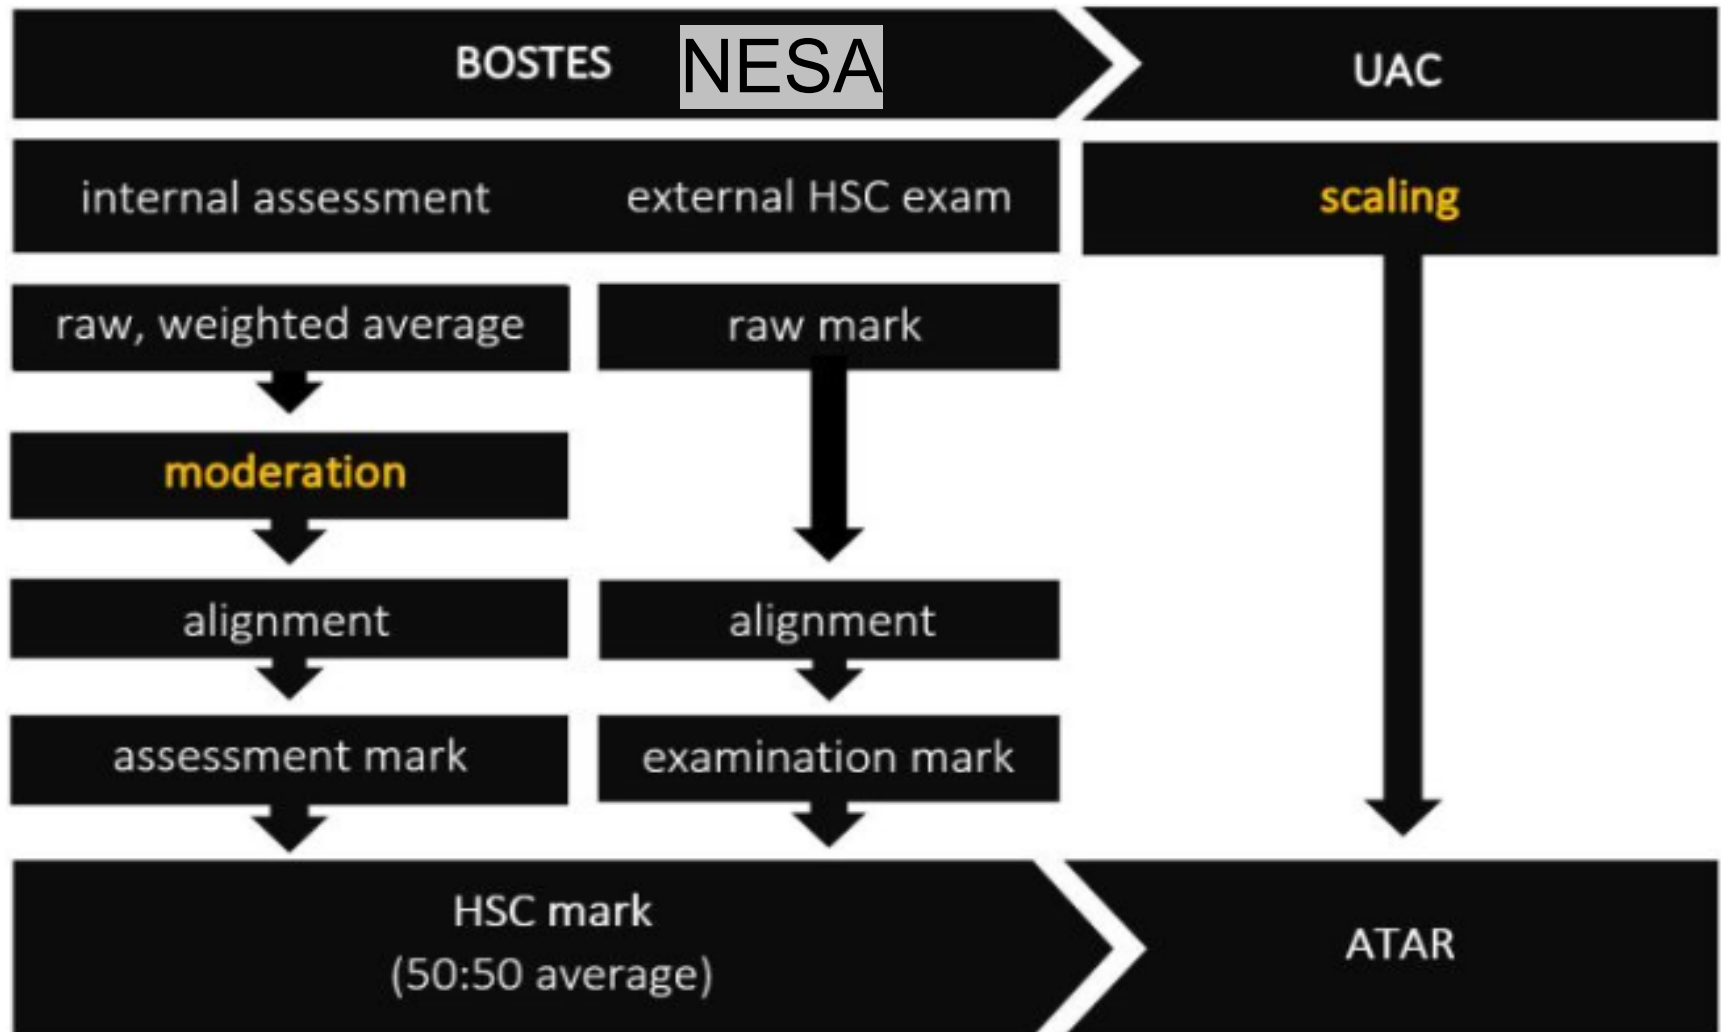 BOSTES NESA
UAC
internal assessment
external HSC exam
scaling
raw, weighted average
raw mark
moderation
alignment
alignment
assessment mark
examination mark
HSC mark
(50:50 average)
ATAR